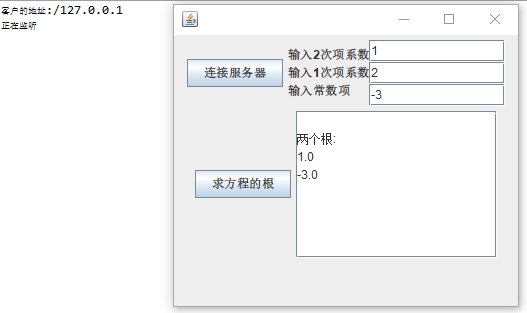 客户的地址:/127.0.0.1
正在监听
连接服务器
输入2次项系数 1
输入1次项系数 2
输入常数项 -3
求方程的根
两个根:
1.0
-3.0